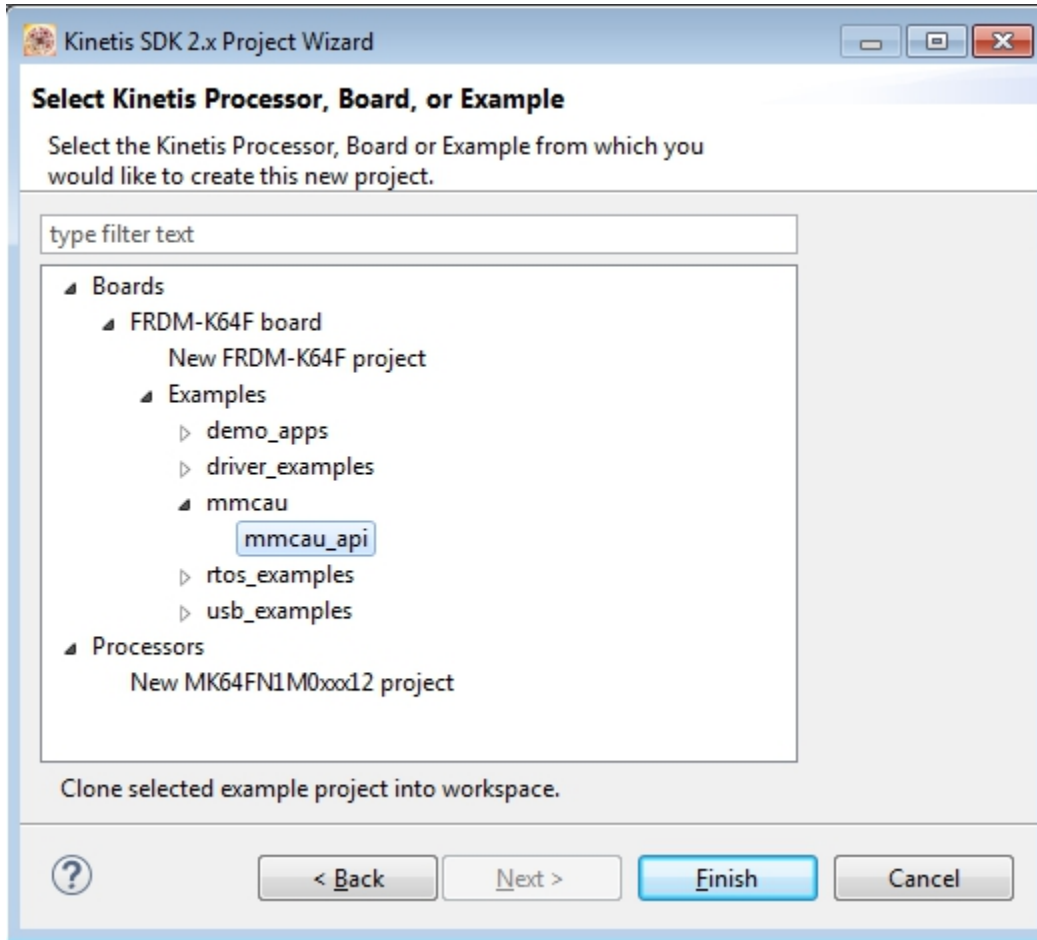 Kinetis SDK 2.x Project Wizard
Select Kinetis Processor, Board, or Example
Select the Kinetis Processor, Board or Example from which you
would like to create this new project.
type filter text
Boards
FRDM-K64F board
New FRDM-K64F project
Examples
demo_apps
driver_examples
mmcau
mmcau_api
rtos_examples
usb_examples
Processors
New MK64FN1M0xxx12 project
Clone selected example project into workspace.
?
< Back
Next >
Finish
Cancel